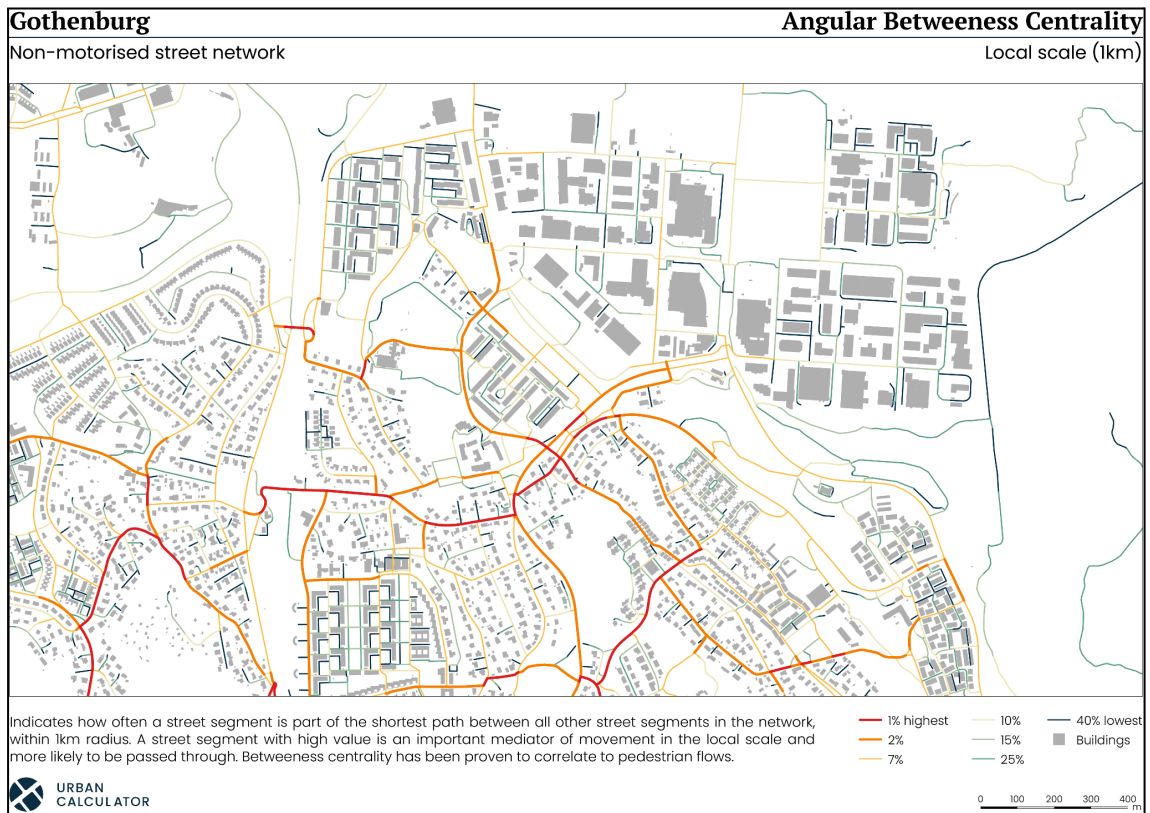 Gothenburg
Angular Betweeness Centrality
Non-motorised street network
Local scale (1km)
Indicates how often a street segment is part of the shortest path between all other street segments in the network,
within 1km radius. A street segment with high value is an important mediator of movement in the local scale and
more likely to be passed through. Betweeness centrality has been proven to correlate to pedestrian flows.
1% highest
2%
7%
10%
15%
25%
40% lowest
Buildings
URBAN
CALCULATOR
0 100 200 300 400
m